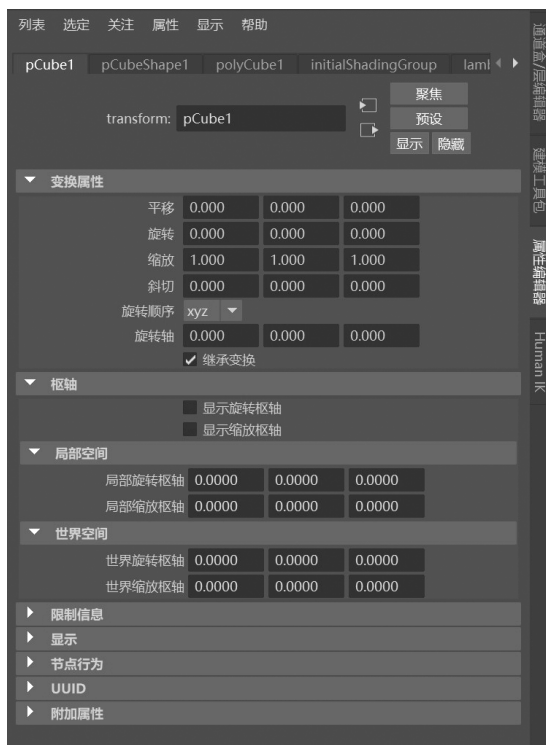 列表 选定 关注 属性 显示 帮助
pCube1 pCubeShape1 polyCube1 initialShadingGroup laml
聚焦
transform: pCube1 预设
显示 隐藏
变换属性
平移 0.000 0.000 0.000
旋转 0.000 0.000 0.000
缩放 1.000 1.000 1.000
斜切 0.000 0.000 0.000
旋转顺序 xyz
旋转轴 0.000 0.000 0.000
继承变换
枢轴
显示旋转枢轴
显示缩放枢轴
局部空间
局部旋转枢轴 0.0000 0.0000 0.0000
局部缩放枢轴 0.0000 0.0000 0.0000
世界空间
世界旋转枢轴 0.0000 0.0000 0.0000
世界缩放枢轴 0.0000 0.0000 0.0000
限制信息
显示
节点行为
UUID
附加属性
通道盒/层编辑器
建模工具包
属性编辑器
Human IK